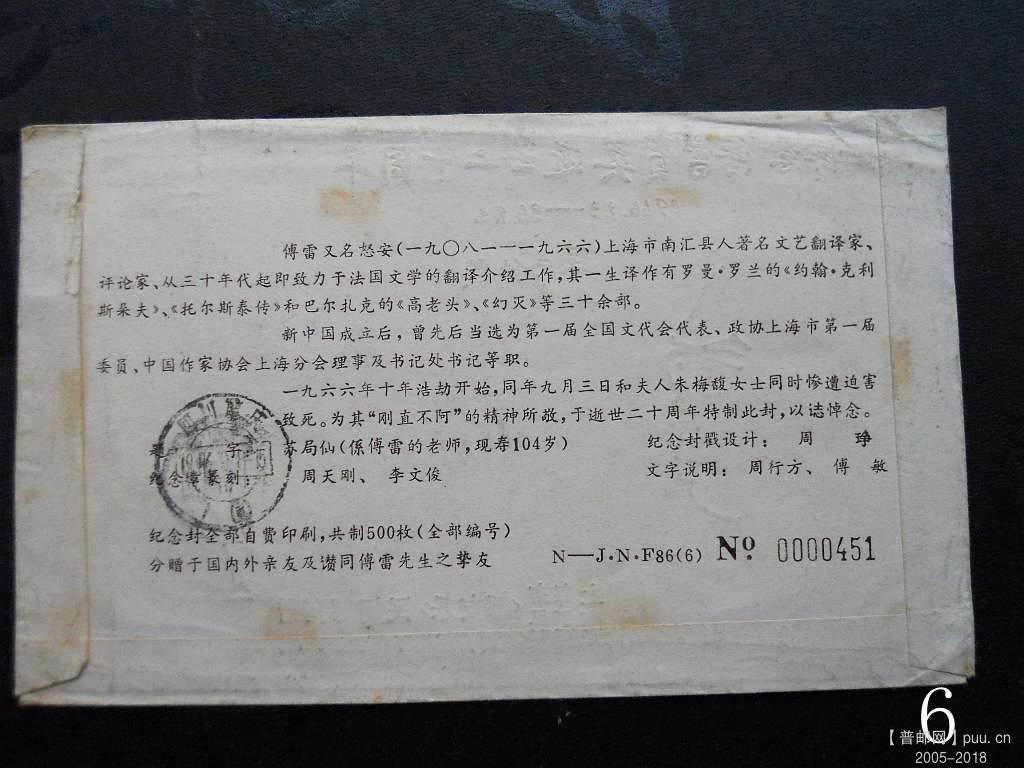 傅雷又名怒安(一九〇八—一一九六六)上海市南汇县人著名文艺翻译家、
评论家、从三十年代起即致力于法国文学的翻译介绍工作,其一生译作有罗曼·罗兰的《约翰·克利
斯朵夫》、《托尔斯泰传》和巴尔扎克的《高老头》、《幻灭》等三十余部。
新中国成立后,曾先后当选为第一届全国文代会代表、政协上海市第一届
委员、中国作家协会上海分会理事及书记处书记等职。
一九六六年十年浩劫开始,同年九月三日和夫人朱梅馥女士同时惨遭迫害
致死。为其“刚直不阿”的精神所敬,于逝世二十周年特制此封,以誌悼念。
字: 苏局仙(係傅雷的老师,现寿104岁) 纪念封戳设计: 周 琤
纪念章篆刻: 周天刚、 李文俊 文字说明: 周行方、 傅 敏
纪念封全部自费印刷,共制500枚(全部编号)
分赠于国内外亲友及谱同傅雷先生之挚友
N—J·N·F86(6) No 0000451
四川
6
【普邮网】puu.cn
2005-2018